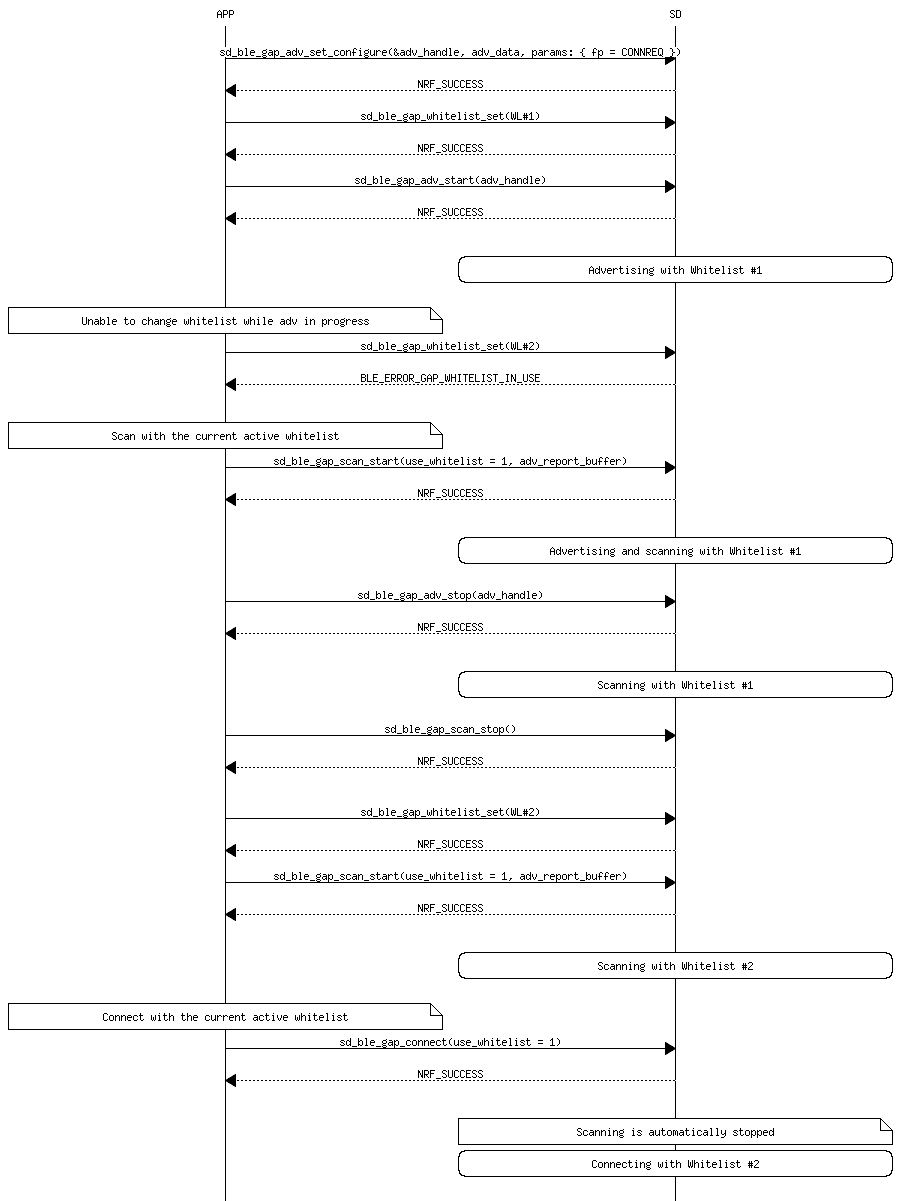 APP SD
sd_ble_gap_adv_set_configure(&adv_handle, adv_data, params: { fp = CONNREQ })
NRF_SUCCESS
sd_ble_gap_whitelist_set(WL#1)
NRF_SUCCESS
sd_ble_gap_adv_start(adv_handle)
NRF_SUCCESS
Advertising with Whitelist #1
Unable to change whitelist while adv in progress
sd_ble_gap_whitelist_set(WL#2)
BLE_ERROR_GAP_WHITELIST_IN_USE
Scan with the current active whitelist
sd_ble_gap_scan_start(use_whitelist = 1, adv_report_buffer)
NRF_SUCCESS
Advertising and scanning with Whitelist #1
sd_ble_gap_adv_stop(adv_handle)
NRF_SUCCESS
Scanning with Whitelist #1
sd_ble_gap_scan_stop()
NRF_SUCCESS
sd_ble_gap_whitelist_set(WL#2)
NRF_SUCCESS
sd_ble_gap_scan_start(use_whitelist = 1, adv_report_buffer)
NRF_SUCCESS
Scanning with Whitelist #2
Connect with the current active whitelist
sd_ble_gap_connect(use_whitelist = 1)
NRF_SUCCESS
Scanning is automatically stopped
Connecting with Whitelist #2